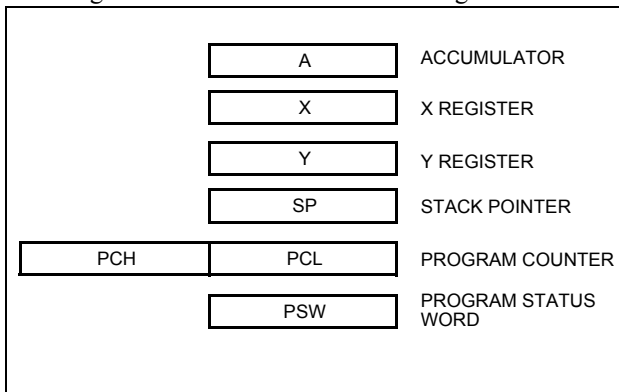 A ACCUMULATOR
X X REGISTER
Y Y REGISTER
SP STACK POINTER
PCH PCL PROGRAM COUNTER
PSW PROGRAM STATUS
WORD